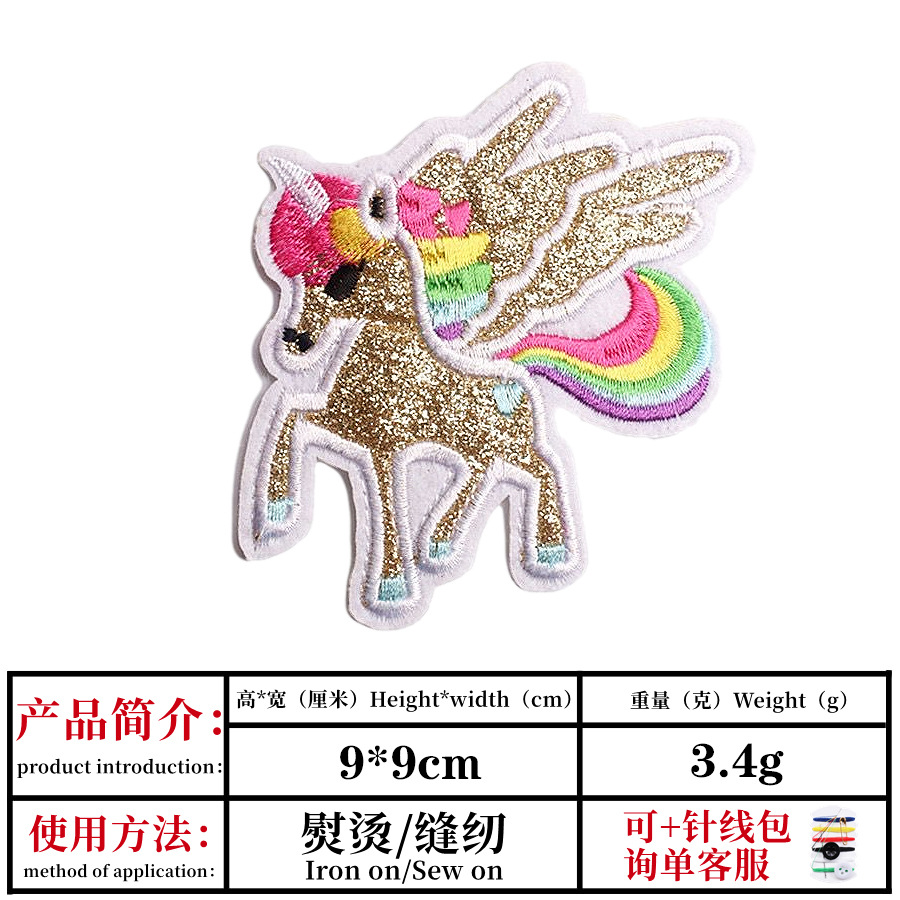 产品简介:
product introduction:
高*宽（厘米）Height*width（cm）
重量（克）Weight（g）
9*9cm
3.4g
使用方法:
method of application:
熨烫/缝纫
Iron on/Sew on
可+针线包
询单客服